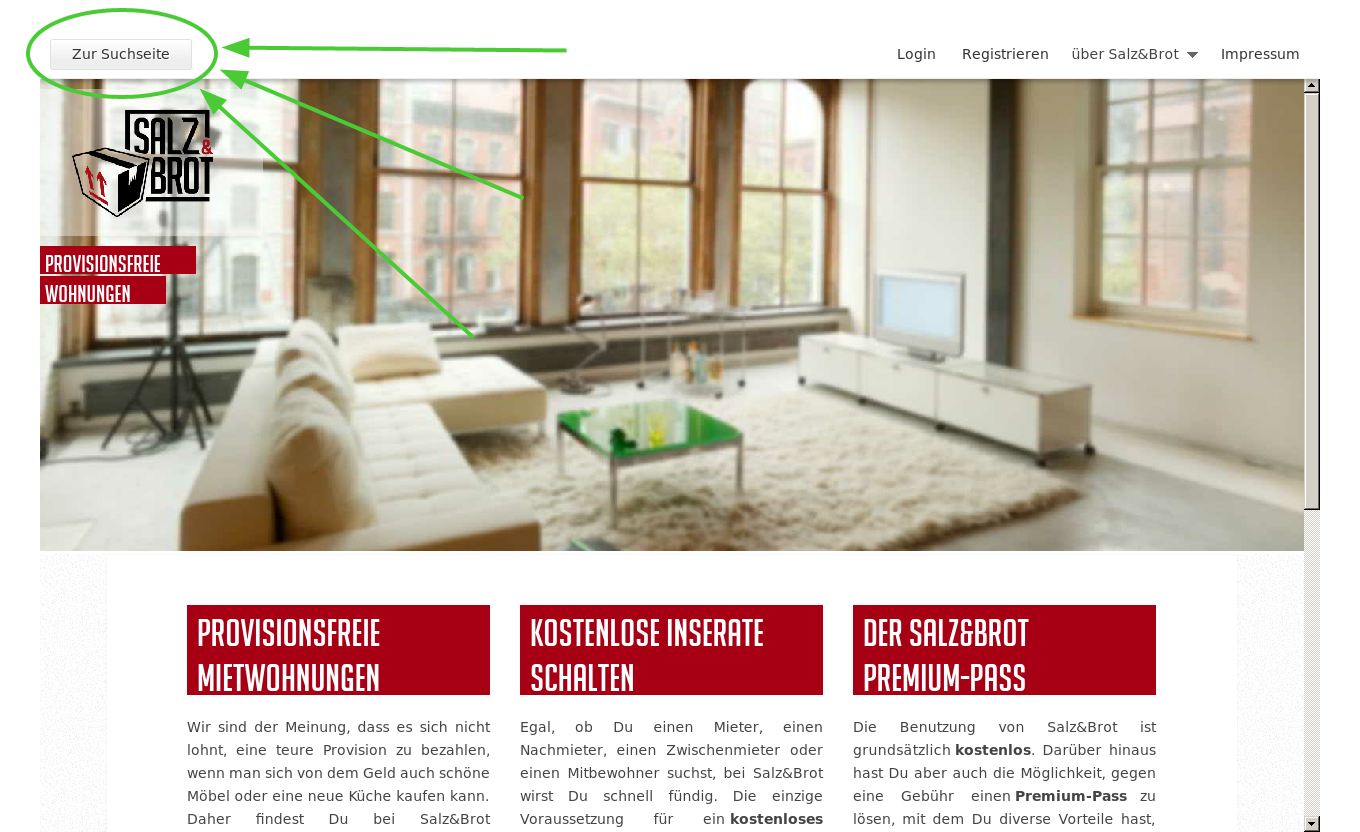 Zur Suchseite
Login Registrieren über Salz&Brot Impressum
SALZ
&
BROT
PROVISIONSFREIE
WOHNUNGEN
PROVISIONSFREIE
MIETWOHNUNGEN
Wir sind der Meinung, dass es sich nicht
lohnt, eine teure Provision zu bezahlen,
wenn man sich von dem Geld auch schöne
Möbel oder eine neue Küche kaufen kann.
Daher findest Du bei Salz&Brot
KOSTENLOSE INSERATE
SCHALTEN
Egal, ob Du einen Mieter, einen
Nachmieter, einen Zwischenmieter oder
einen Mitbewohner suchst, bei Salz&Brot
wirst Du schnell fündig. Die einzige
Voraussetzung für ein kostenloses
DER SALZ&BROT
PREMIUM-PASS
Die Benutzung von Salz&Brot ist
grundsätzlich kostenlos. Darüber hinaus
hast Du aber auch die Möglichkeit, gegen
eine Gebühr einen Premium-Pass zu
lösen, mit dem Du diverse Vorteile hast,